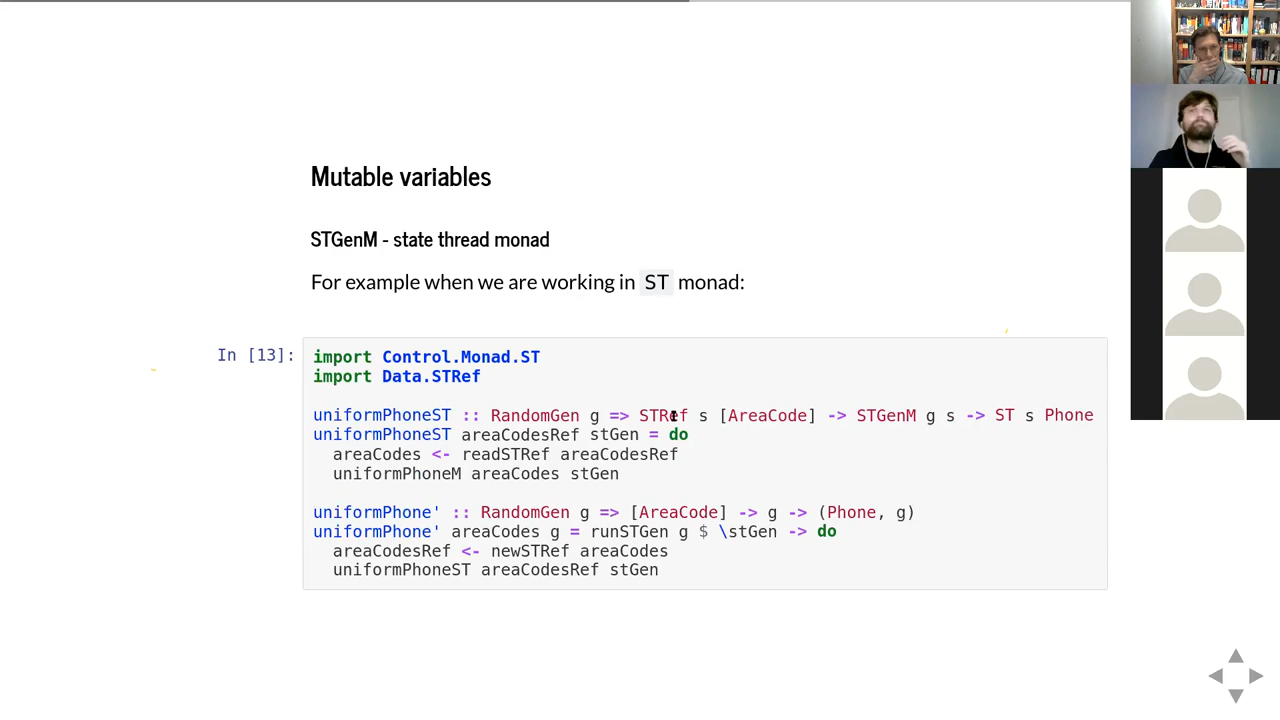 Mutable variables
STGenM - state thread monad
For example when we are working in ST monad:
In [13]:
import Control.Monad.ST
import Data.STRef
uniformPhoneST :: RandomGen g => STRef s [AreaCode] -> STGenM g s -> ST s Phone
uniformPhoneST areaCodesRef stGen = do
  areaCodes <- readSTRef areaCodesRef
  uniformPhoneM areaCodes stGen
uniformPhone' :: RandomGen g => [AreaCode] -> g -> (Phone, g)
uniformPhone' areaCodes g = runSTGen g $ \stGen -> do
  areaCodesRef <- newSTRef areaCodes
  uniformPhoneST areaCodesRef stGen